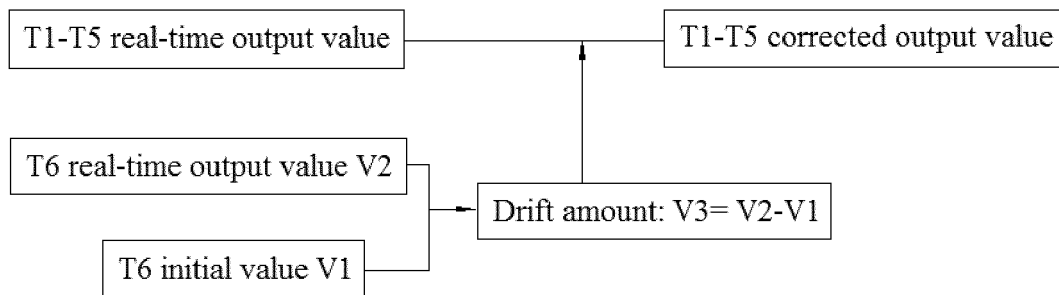 T1-T5 real-time output value
T1-T5 corrected output value
T6 real-time output value V2
Drift amount: V3= V2-V1
T6 initial value V1